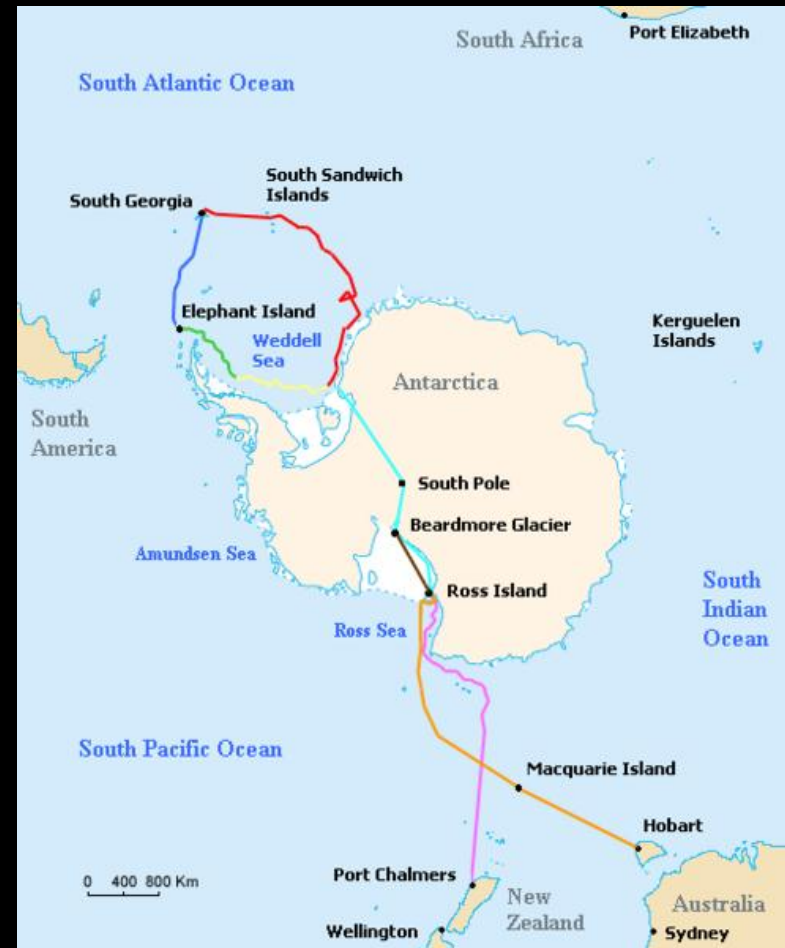 South Africa
Port Elizabeth
South Atlantic Ocean
South Sandwich
Islands
South Georgia
Elephant Island
Weddell
Sea
Kerguelen
Islands
Antarctica
South
America
South Pole
Beardmore Glacier
Amundsen Sea
Ross Island
South
Indian
Ocean
Ross Sea
South Pacific Ocean
Macquarie Island
Hobart
Port Chalmers
0 400 800 Km
New
Zealand
Australia
Wellington
Sydney